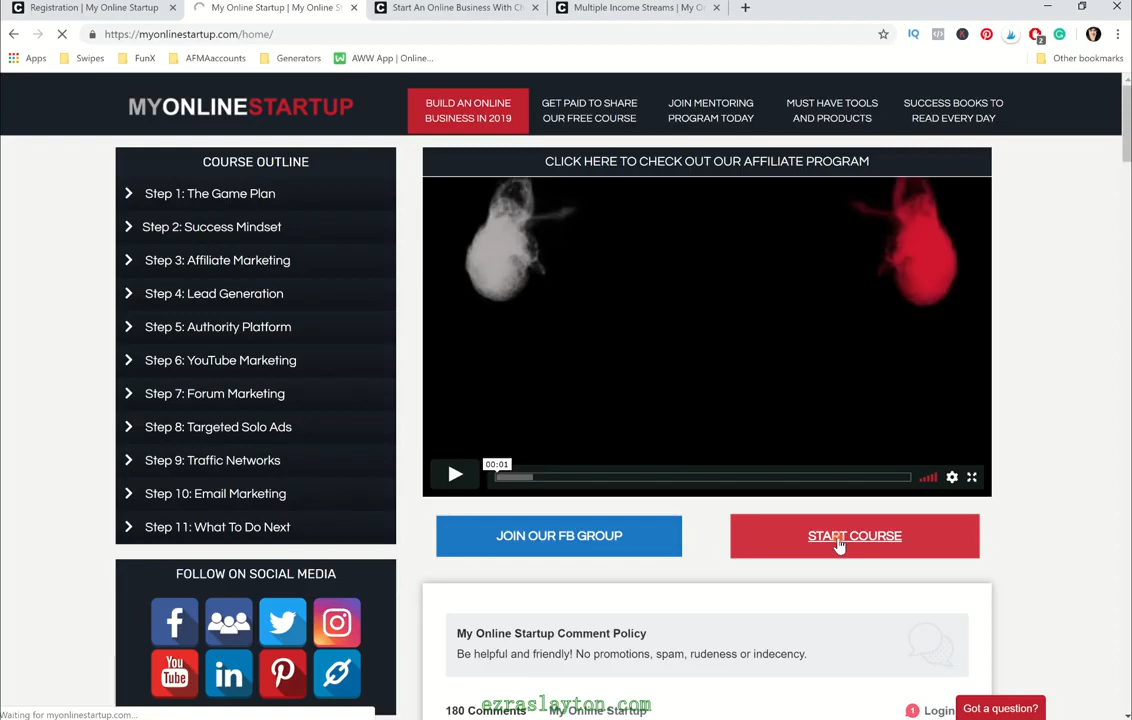 Registration | My Online Startup
My Online Startup | My Online S
Start An Online Business With Ch
Multiple Income Streams | My O
https://myonlinestartup.com/home/
IQ
2
Apps
Swipes
FunX
AFMAaccounts
Generators
AWW App | Online...
Other bookmarks
MYONLINESTARTUP
BUILD AN ONLINE
BUSINESS IN 2019
GET PAID TO SHARE
OUR FREE COURSE
JOIN MENTORING
PROGRAM TODAY
MUST HAVE TOOLS
AND PRODUCTS
SUCCESS BOOKS TO
READ EVERY DAY
COURSE OUTLINE
Step 1: The Game Plan
Step 2: Success Mindset
Step 3: Affiliate Marketing
Step 4: Lead Generation
Step 5: Authority Platform
Step 6: YouTube Marketing
Step 7: Forum Marketing
Step 8: Targeted Solo Ads
Step 9: Traffic Networks
Step 10: Email Marketing
Step 11: What To Do Next
CLICK HERE TO CHECK OUT OUR AFFILIATE PROGRAM
00:01
JOIN OUR FB GROUP
START COURSE
FOLLOW ON SOCIAL MEDIA
You
Tube
My Online Startup Comment Policy
Be helpful and friendly! No promotions, spam, rudeness or indecency.
180 Comments
My Online Startup
1
Login
ezraslayton.com
Got a question?
Waiting for myonlinestartup.com...